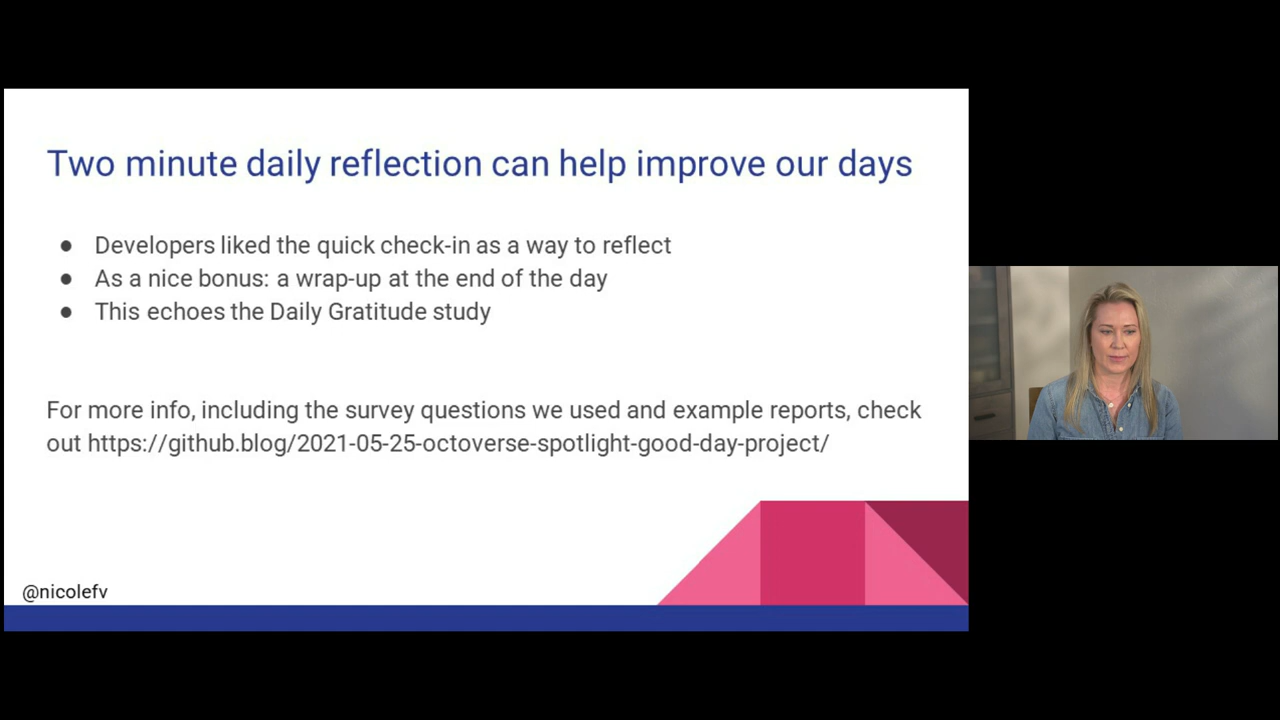 Two minute daily reflection can help improve our days
● Developers liked the quick check-in as a way to reflect
● As a nice bonus: a wrap-up at the end of the day
● This echoes the Daily Gratitude study
For more info, including the survey questions we used and example reports, check
out https://github.blog/2021-05-25-octoverse-spotlight-good-day-project/
@nicolefv